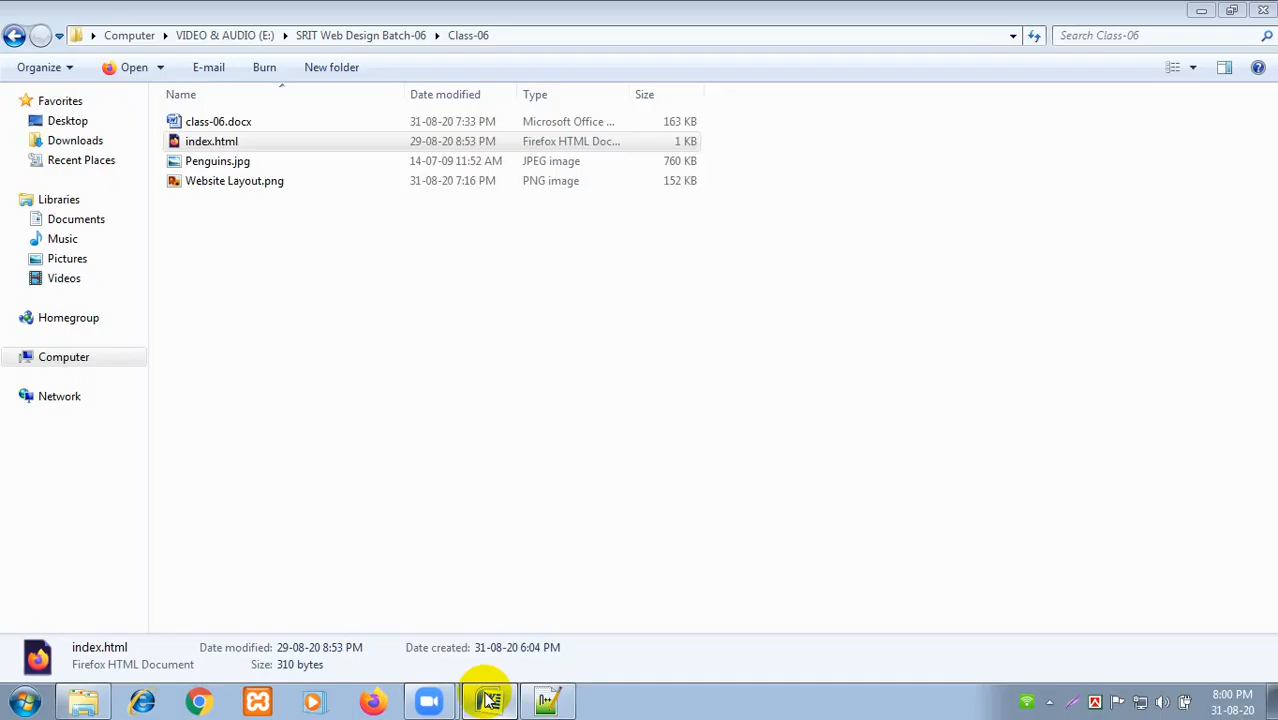 Computer VIDEO & AUDIO (E:) SRIT Web Design Batch-06 Class-06 Search Class-06
Organize Open E-mail Burn New folder
Name Date modified Type Size
Favorites
Desktop
Downloads
Recent Places
Libraries
Documents
Music
Pictures
Videos
Homegroup
Computer
Network
class-06.docx 31-08-20 7:33 PM Microsoft Office ... 163 KB
index.html 29-08-20 8:53 PM Firefox HTML Doc... 1 KB
Penguins.jpg 14-07-09 11:52 AM JPEG image 760 KB
Website Layout.png 31-08-20 7:16 PM PNG image 152 KB
index.html Date modified: 29-08-20 8:53 PM Date created: 31-08-20 6:04 PM
Firefox HTML Document Size: 310 bytes
8:00 PM
31-08-20